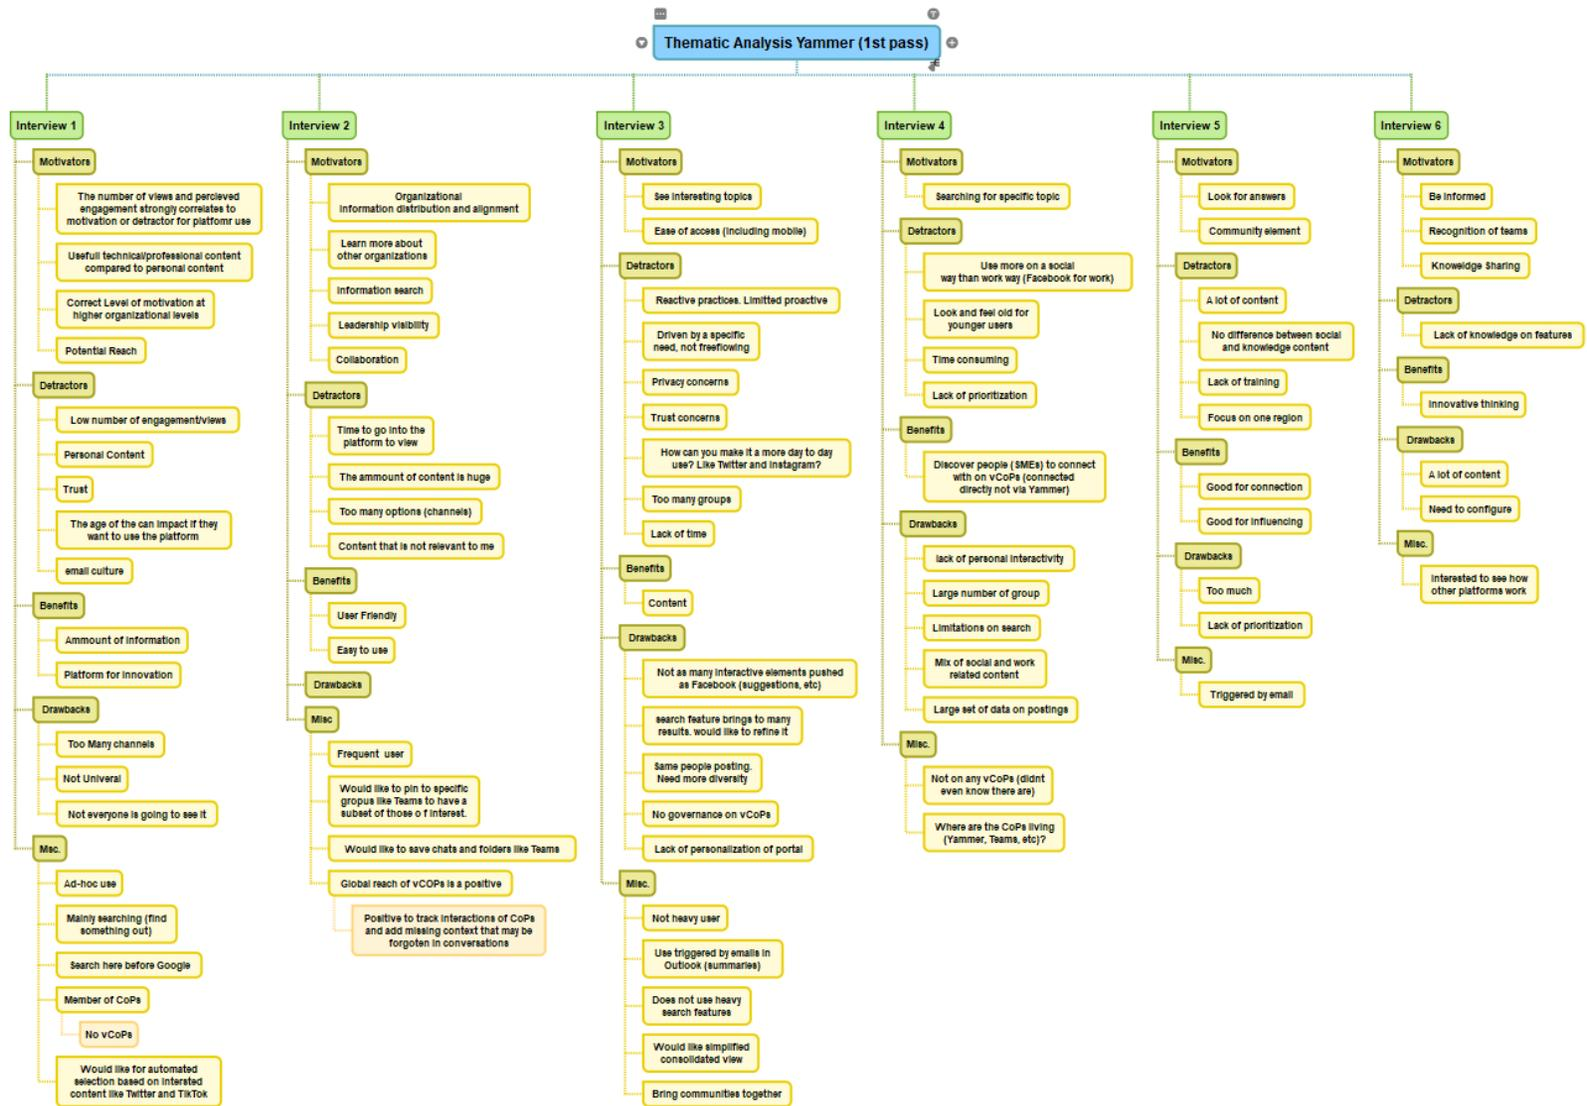 Thematic Analysis Yammer (1st pass)
Interview 1
Motivators
The number of views and percieved
engagement strongly correlates to
motivation or detractor for platfomr use
Usefull technical/professional content
compared to personal content
Correct Level of motivation at
higher organizational levels
Potential Reach
Detractors
Low number of engagement/views
Personal Content
Trust
The age of the can impact if they
want to use the platform
email culture
Benefits
Ammount of information
Platform for innovation
Drawbacks
Too Many channels
Not Univeral
Not everyone is going to see it
Msc.
Ad-hoc use
Mainly searching (find
something out)
Search here before Google
Member of CoPs
No vCoPs
Would like for automated
selection based on intersted
content like Twitter and TikTok
Interview 2
Motivators
Organizational
information distribution and alignment
Learn more about
other organizations
Information search
Leadership visibility
Collaboration
Detractors
Time to go into the
platform to view
The ammount of content is huge
Too many options (channels)
Content that is not relevant to me
Benefits
User Friendly
Easy to use
Drawbacks
Misc
Frequent user
Would like to pin to specific
gropus like Teams to have a
subset of those o f interest.
Would like to save chats and folders like Teams
Global reach of vCOPs is a positive
Positive to track interactions of CoPs
and add missing context that may be
forgoten in conversations
Interview 3
Motivators
See interesting topics
Ease of access (including mobile)
Detractors
Reactive practices. Limitted proactive
Driven by a specific
need, not freeflowing
Privacy concerns
Trust concerns
How can you make it a more day to day
use? Like Twitter and Instagram?
Too many groups
Lack of time
Benefits
Content
Drawbacks
Not as many interactive elements pushed
as Facebook (suggestions, etc)
search feature brings to many
results. would like to refine it
Same people posting.
Need more diversity
No governance on vCoPs
Lack of personalization of portal
Misc.
Not heavy user
Use triggered by emails in
Outlook (summaries)
Does not use heavy
search features
Would like simplified
consolidated view
Bring communities together
Interview 4
Motivators
Searching for specific topic
Detractors
Use more on a social
way than work way (Facebook for work)
Look and feel old for
younger users
Time consuming
Lack of prioritization
Benefits
Discover people (SMEs) to connect
with on vCoPs (connected
directly not via Yammer)
Drawbacks
lack of personal interactivity
Large number of group
Limitations on search
Mix of social and work
related content
Large set of data on postings
Misc.
Not on any vCoPs (didnt
even know there are)
Where are the CoPs living
(Yammer, Teams, etc)?
Interview 5
Motivators
Look for answers
Community element
Detractors
A lot of content
No difference between social
and knowledge content
Lack of training
Focus on one region
Benefits
Good for connection
Good for influencing
Drawbacks
Too much
Lack of prioritization
Misc.
Triggered by email
Interview 6
Motivators
Be informed
Recognition of teams
Knoweldge Sharing
Detractors
Lack of knowledge on features
Benefits
Innovative thinking
Drawbacks
A lot of content
Need to configure
Misc.
Interested to see how
other platforms work